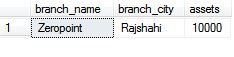 branch_name branch_city assets
1 Zeropoint Rajshahi 10000